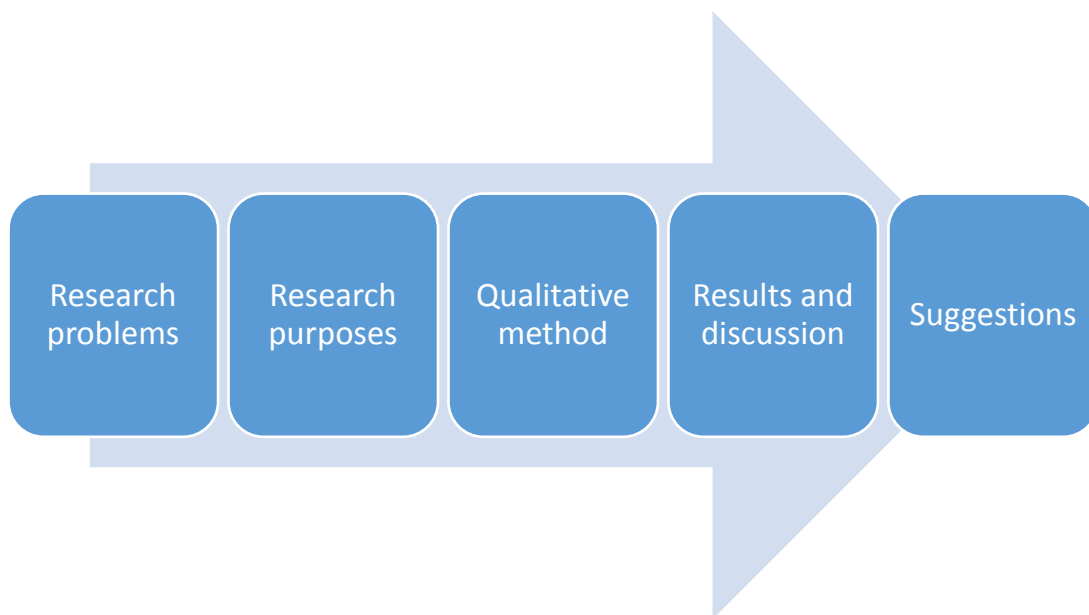 Research
problems
Research
purposes
Qualitative
method
Results and
discussion
Suggestions